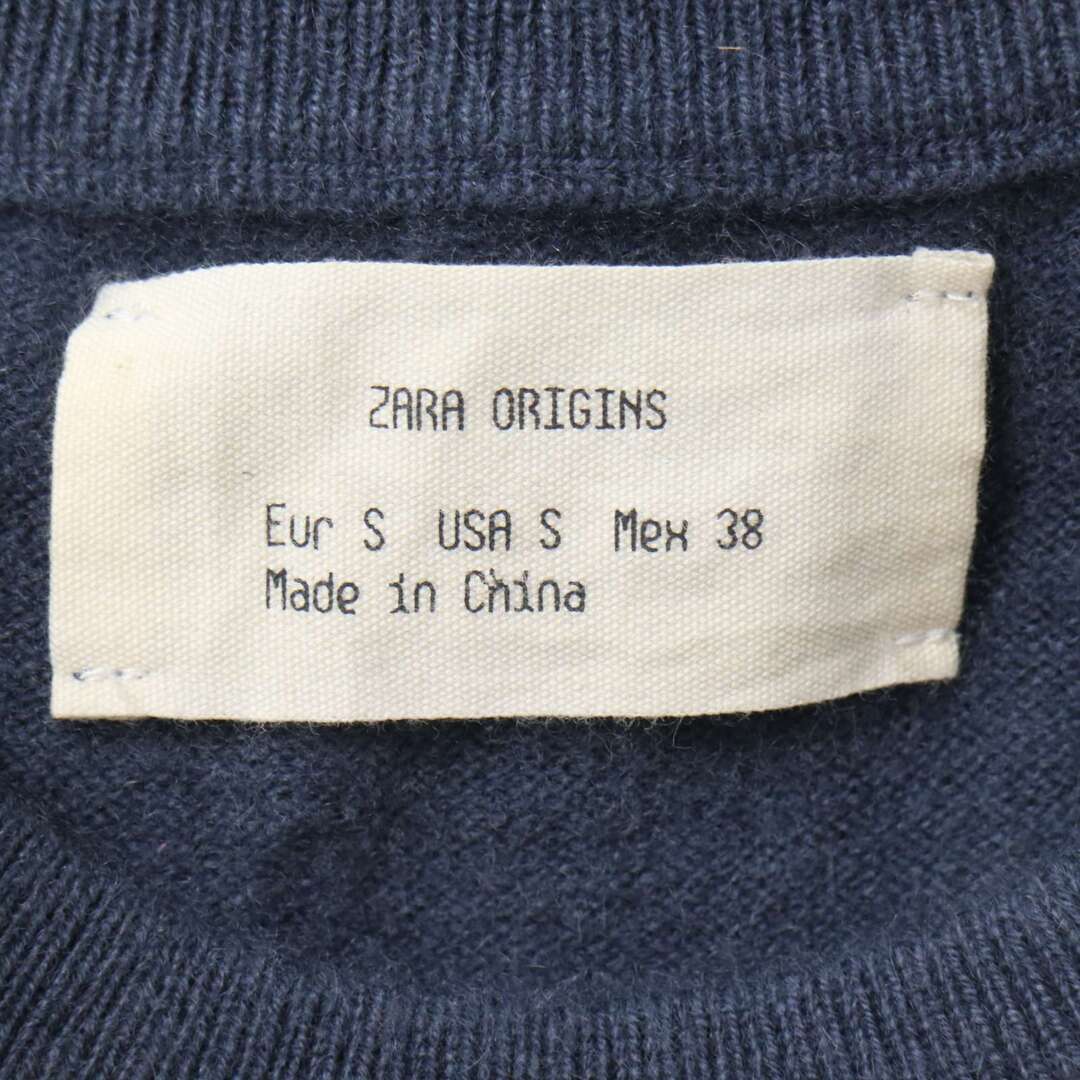 ZARA ORIGINS
Eur S USA S Mex 38
Made in China